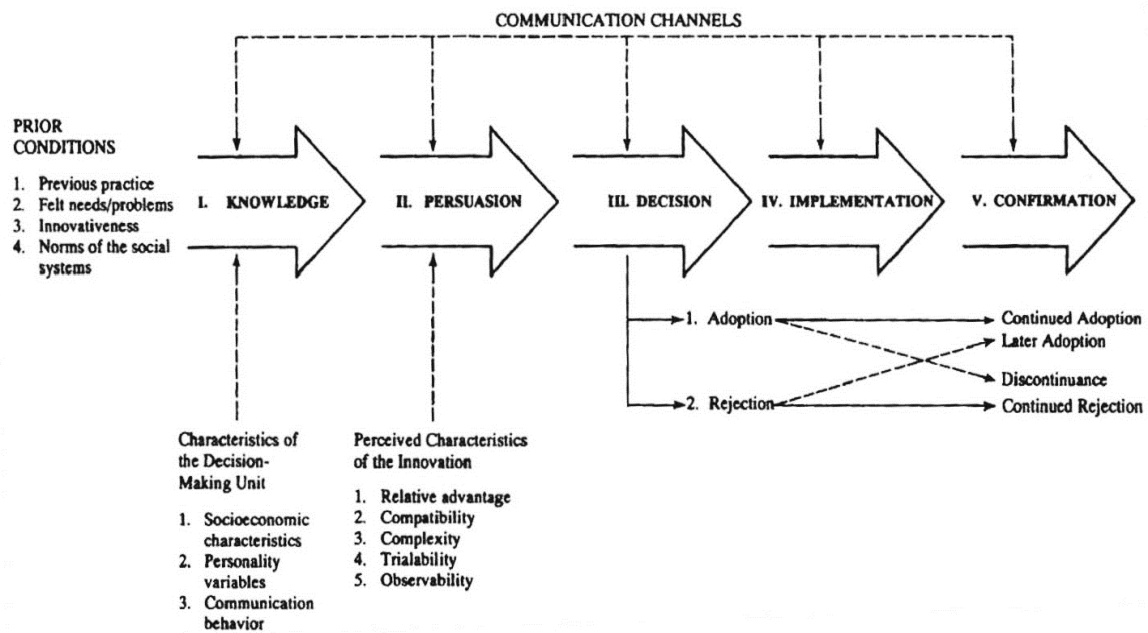 COMMUNICATION CHANNELS
PRIOR
CONDITIONS
1. Previous practice
2. Felt needs/problems
3. Innovativeness
4. Norms of the social
systems
I. KNOWLEDGE
II. PERSUASION
III. DECISION
IV. IMPLEMENTATION
V. CONFIRMATION
1. Adoption
2. Rejection
Continued Adoption
Later Adoption
Discontinuance
Continued Rejection
Characteristics of
the Decision-
Making Unit
1. Socioeconomic
characteristics
2. Personality
variables
3. Communication
behavior
Perceived Characteristics
of the Innovation
1. Relative advantage
2. Compatibility
3. Complexity
4. Trialability
5. Observability